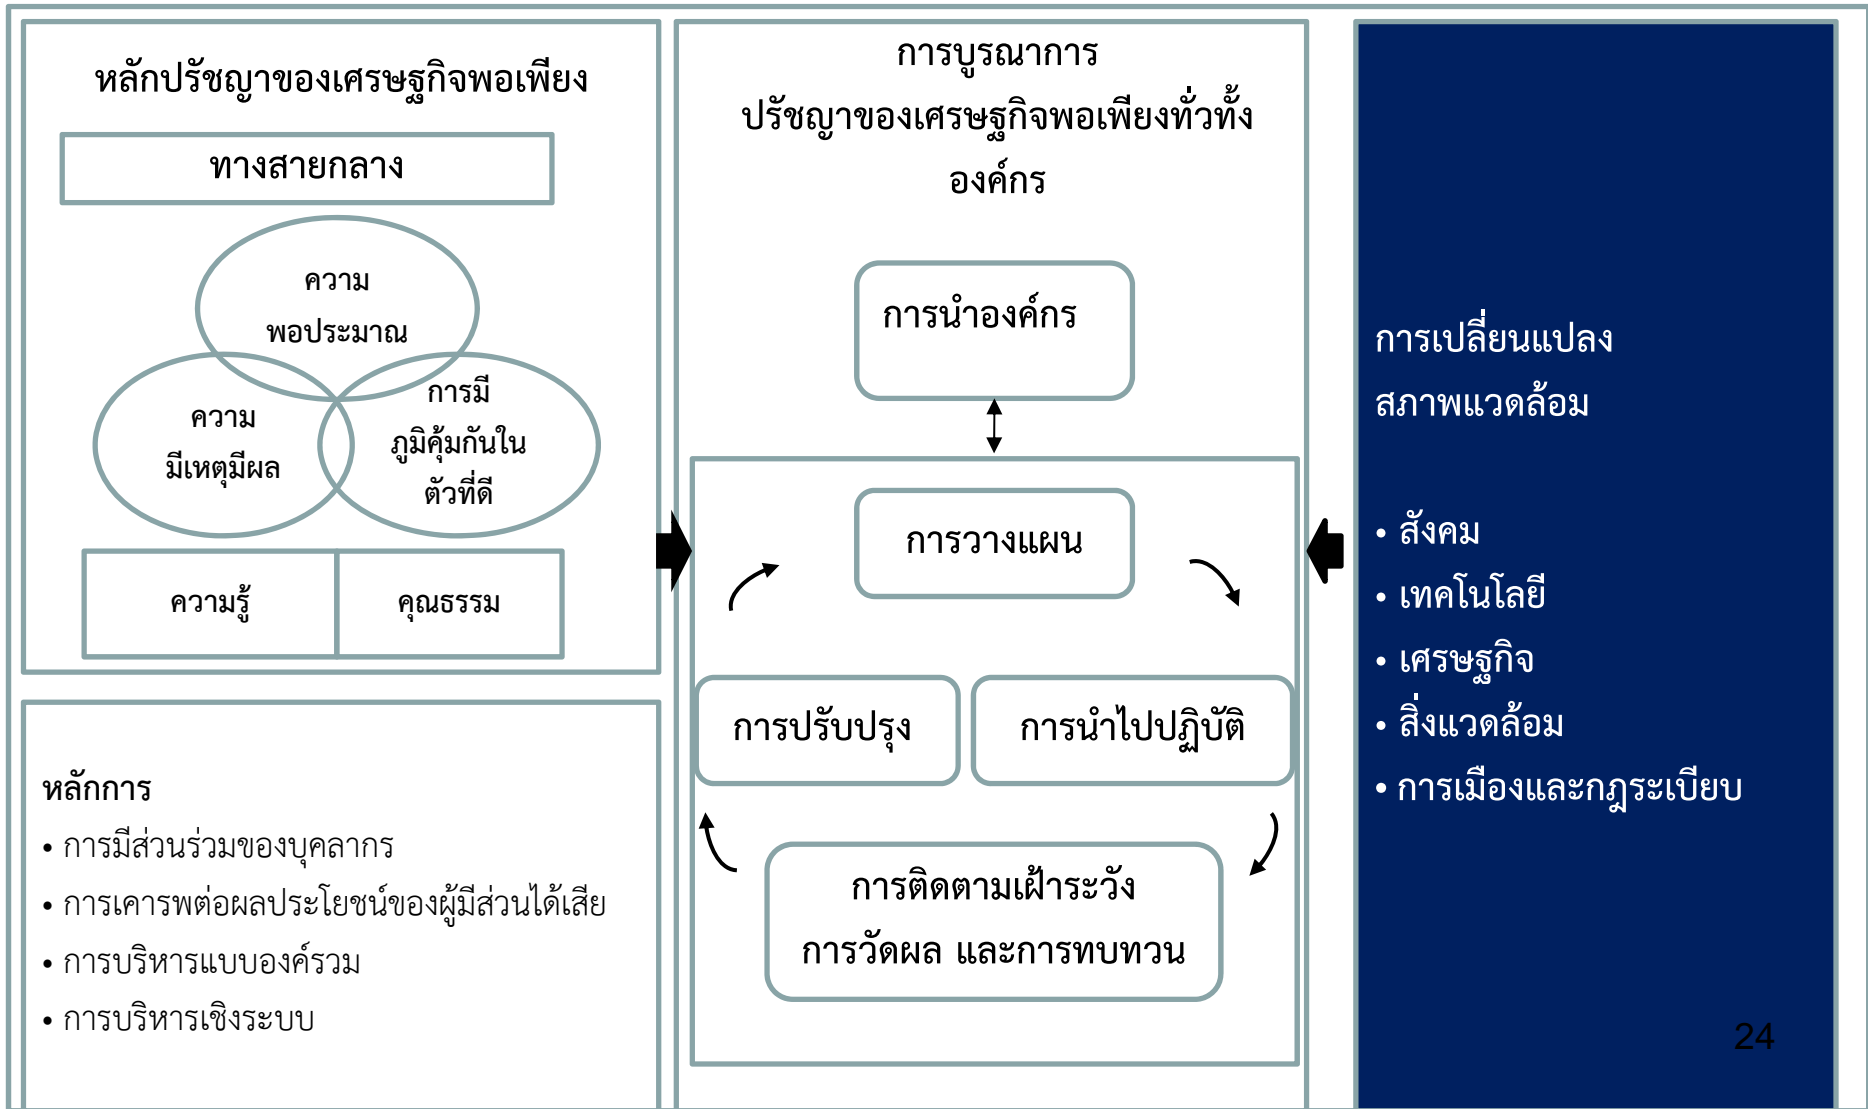 หลักปรัชญาของเศรษฐกิจพอเพียง
ทางสายกลาง
ความ
พอประมาณ
ความ
มีเหตุมีผล
การมี
ภูมิคุ้มกันใน
ตัวที่ดี
ความรู้
คุณธรรม
หลักการ
• การมีส่วนร่วมของบุคลากร
• การเคารพต่อผลประโยชน์ของผู้มีส่วนได้เสีย
• การบริหารแบบองค์รวม
• การบริหารเชิงระบบ
การบูรณาการ
ปรัชญาของเศรษฐกิจพอเพียงทั่วทั้ง
องค์กร
การนำองค์กร
การวางแผน
การปรับปรุง
การนำไปปฏิบัติ
การติดตามเฝ้าระวัง
การวัดผล และการทบทวน
การเปลี่ยนแปลง
สภาพแวดล้อม
• สังคม
• เทคโนโลยี
• เศรษฐกิจ
• สิ่งแวดล้อม
• การเมืองและกฎระเบียบ
24